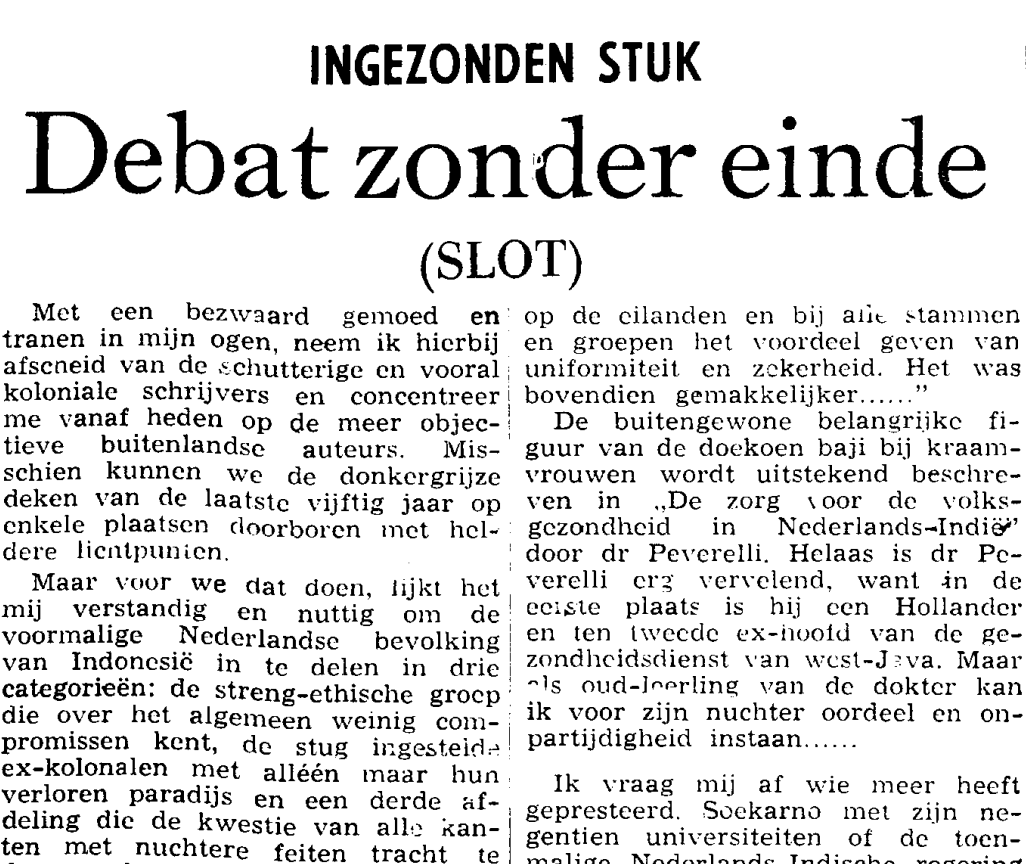 INGEZONDEN STUK
Debat zonder einde
(SLOT)
Met een bezwaard gemoed en
tranen in mijn ogen, neem ik hierbij
afscheid van de schutterige en vooral
koloniale schrijvers en concentreer
me vanaf heden op de meer objec-
tieve buitenlandse auteurs. Mis-
schien kunnen we de donkergrijze
deken van de laatste vijftig jaar op
enkele plaatsen doorboren met hel-
dere lichtpunten.
Maar voor we dat doen, lijkt het
mij verstandig en nuttig om de
voormalige Nederlandse bevolking
van Indonesië in te delen in drie
categorieën: de streng-ethische groep
die over het algemeen weinig com-
promissen kent, de stug ingestelde
ex-kolonalen met alléén maar hun
verloren paradijs en een derde af-
deling die de kwestie van alle kan-
ten met nuchtere feiten tracht te
op de eilanden en bij alle stammen
en groepen het voordeel geven van
uniformiteit en zekerheid. Het was
bovendien gemakkelijker......"
De buitengewone belangrijke fi-
guur van de doekoen baji bij kraam-
vrouwen wordt uitstekend beschre-
ven in „De zorg voor de volks-
gezondheid in Nederlands-Indië"
door dr Peverelli. Helaas is dr Pe-
verelli erg vervelend, want in de
eerste plaats is hij een Hollander
en ten tweede ex-hoofd van de ge-
zondheidsdienst van west-Java. Maar
als oud-leerling van de dokter kan
ik voor zijn nuchter oordeel en on-
partijdigheid instaan......
Ik vraag mij af wie meer heeft
gepresteerd. Soekarno met zijn ne-
gentien universiteiten of de toen-
malige Nederlands Indische regering